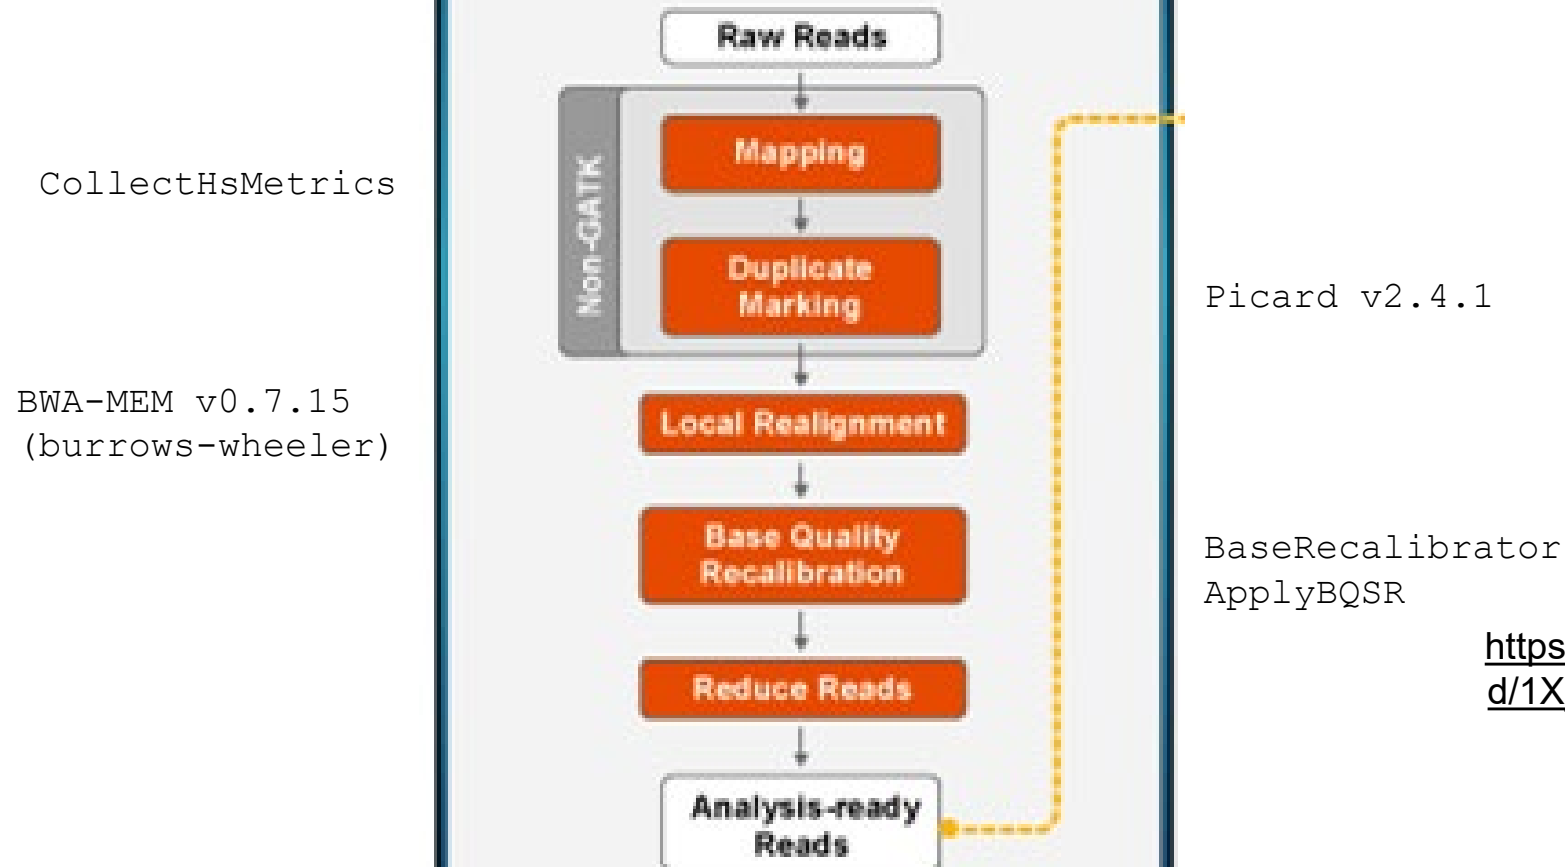 CollectHsMetrics
BWA-MEM v0.7.15
(burrows-wheeler)
Raw Reads
Non-GATK
Mapping
Duplicate
Marking
Local Realignment
Base Quality
Recalibration
Reduce Reads
Analysis-ready
Reads
Picard v2.4.1
BaseRecalibrator
ApplyBQSR
https
d/1X